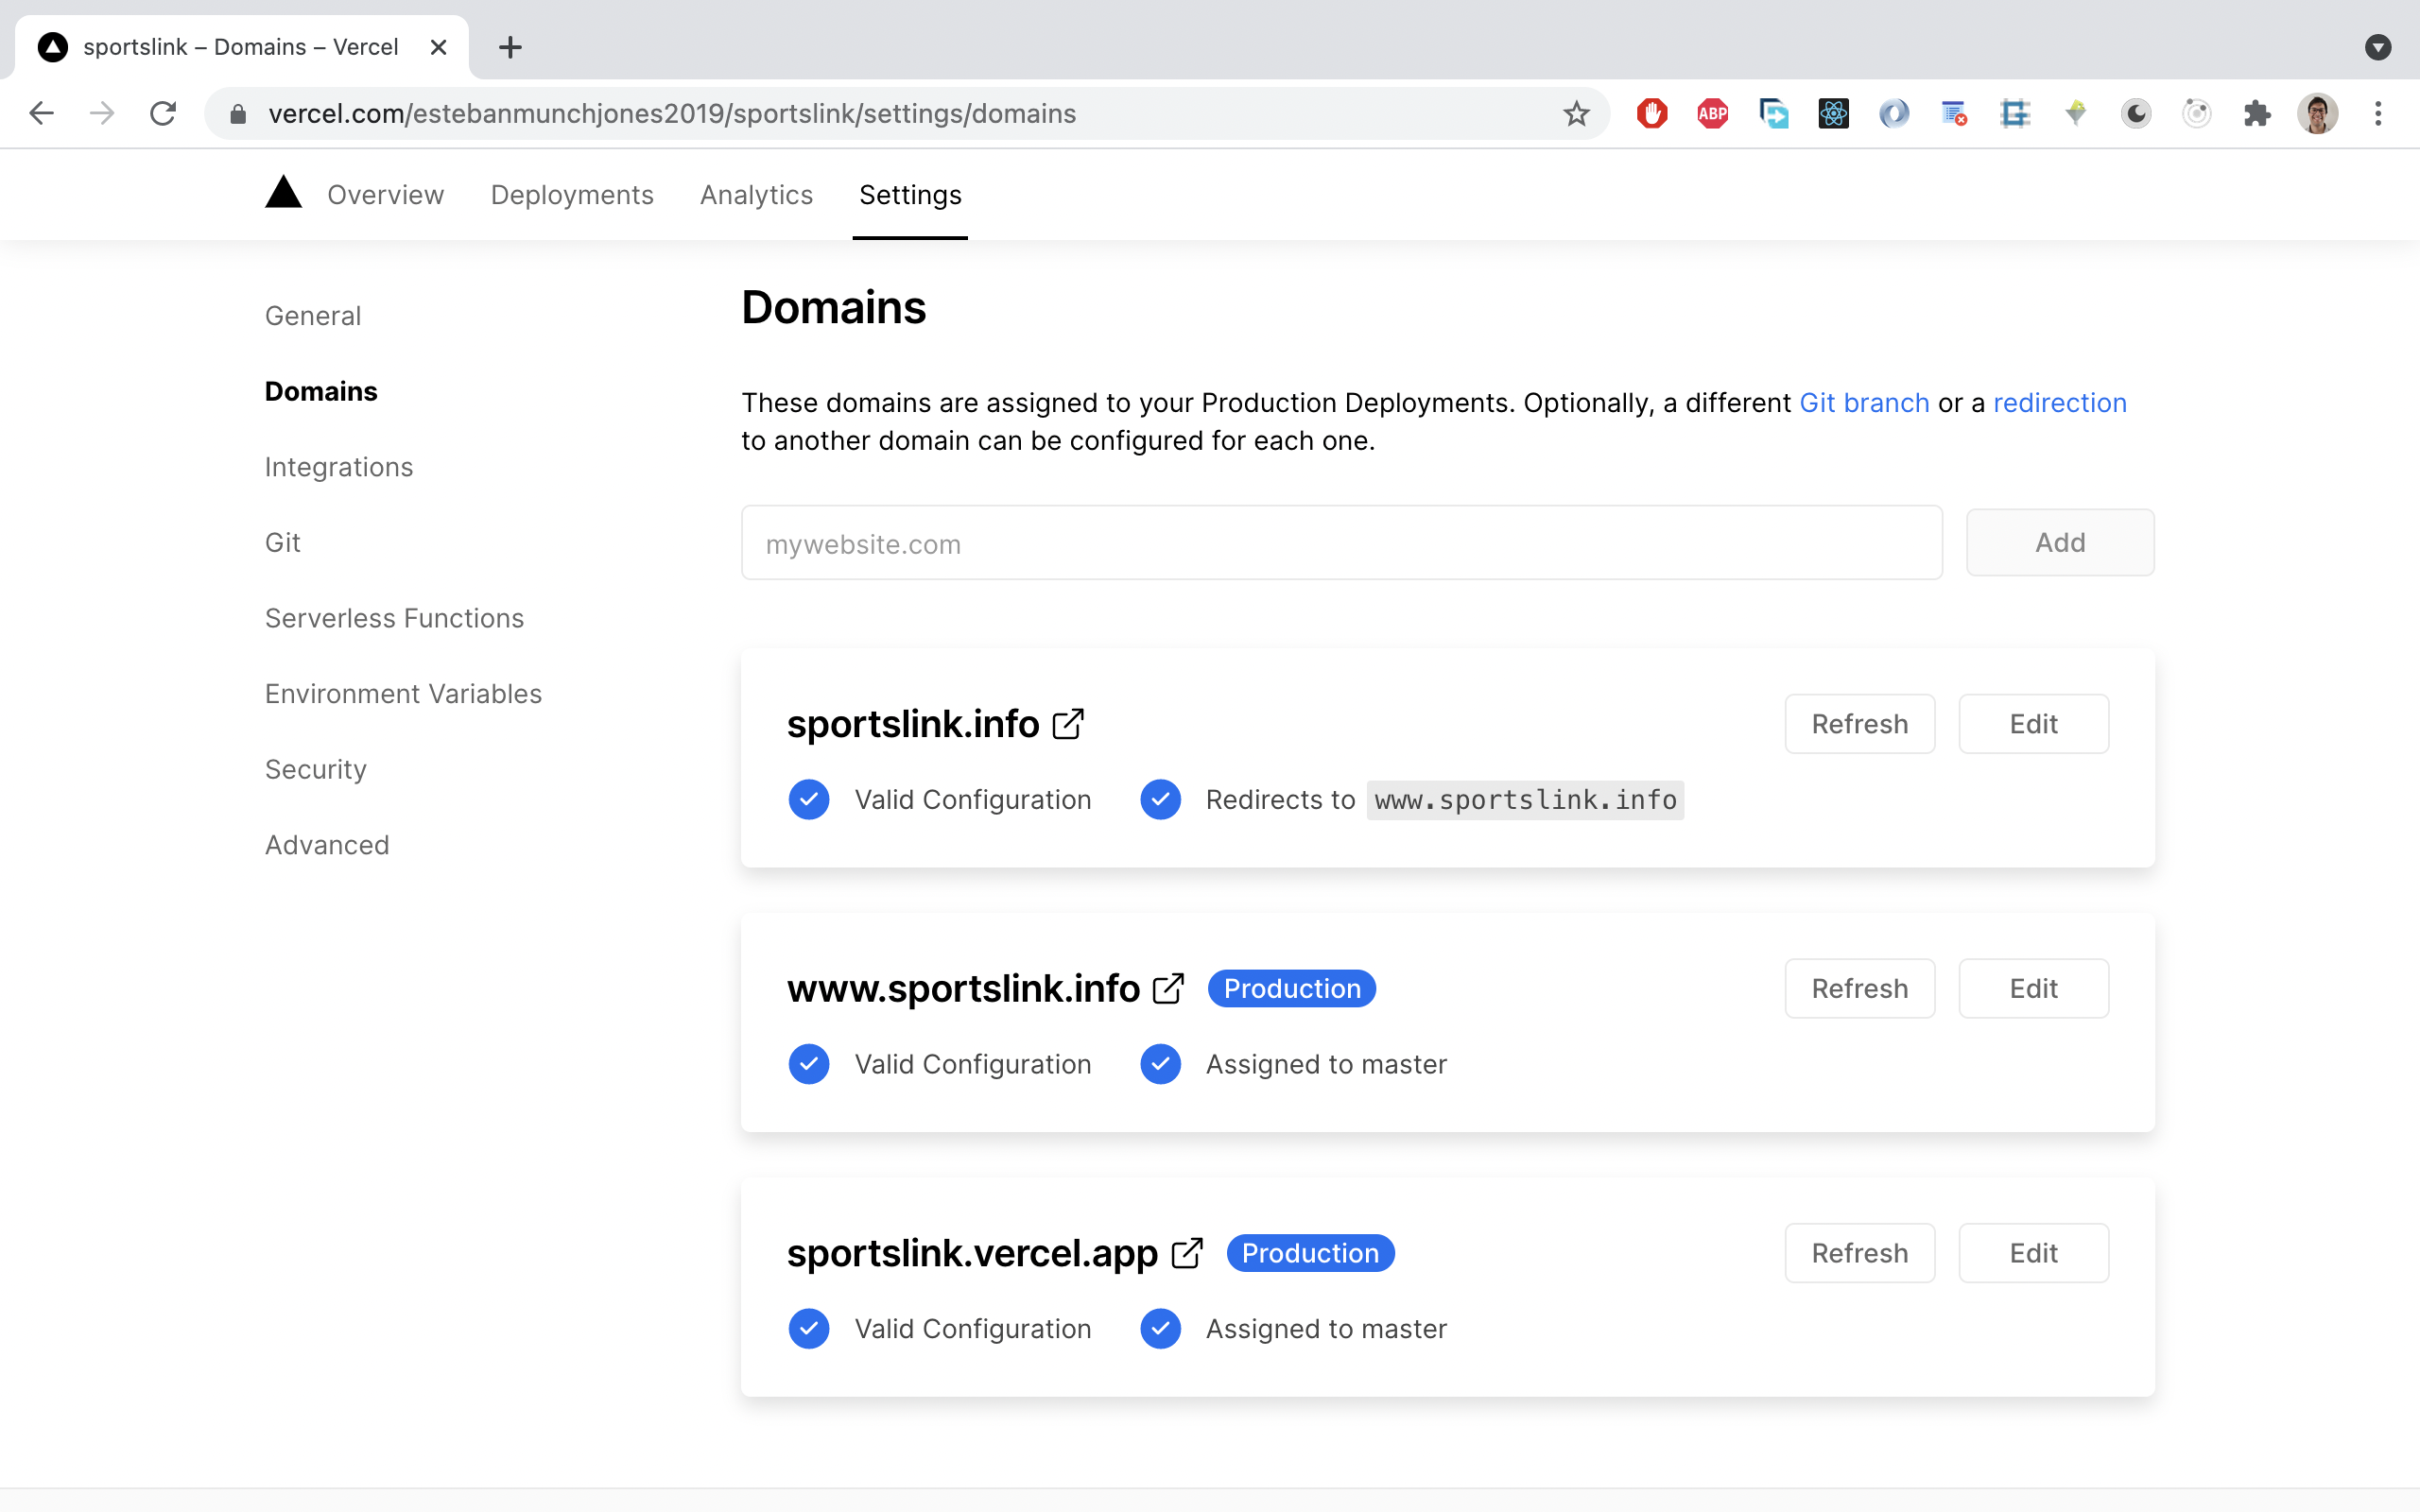 sportslink – Domains – Vercel
vercel.com/estebanmunchjones2019/sportslink/settings/domains
ABP
Overview Deployments Analytics Settings
General
Domains
Integrations
Git
Serverless Functions
Environment Variables
Security
Advanced
Domains
These domains are assigned to your Production Deployments. Optionally, a different Git branch or a redirection
to another domain can be configured for each one.
mywebsite.com Add
sportslink.info Refresh Edit
Valid Configuration Redirects to www.sportslink.info
www.sportslink.info Production Refresh Edit
Valid Configuration Assigned to master
sportslink.vercel.app Production Refresh Edit
Valid Configuration Assigned to master